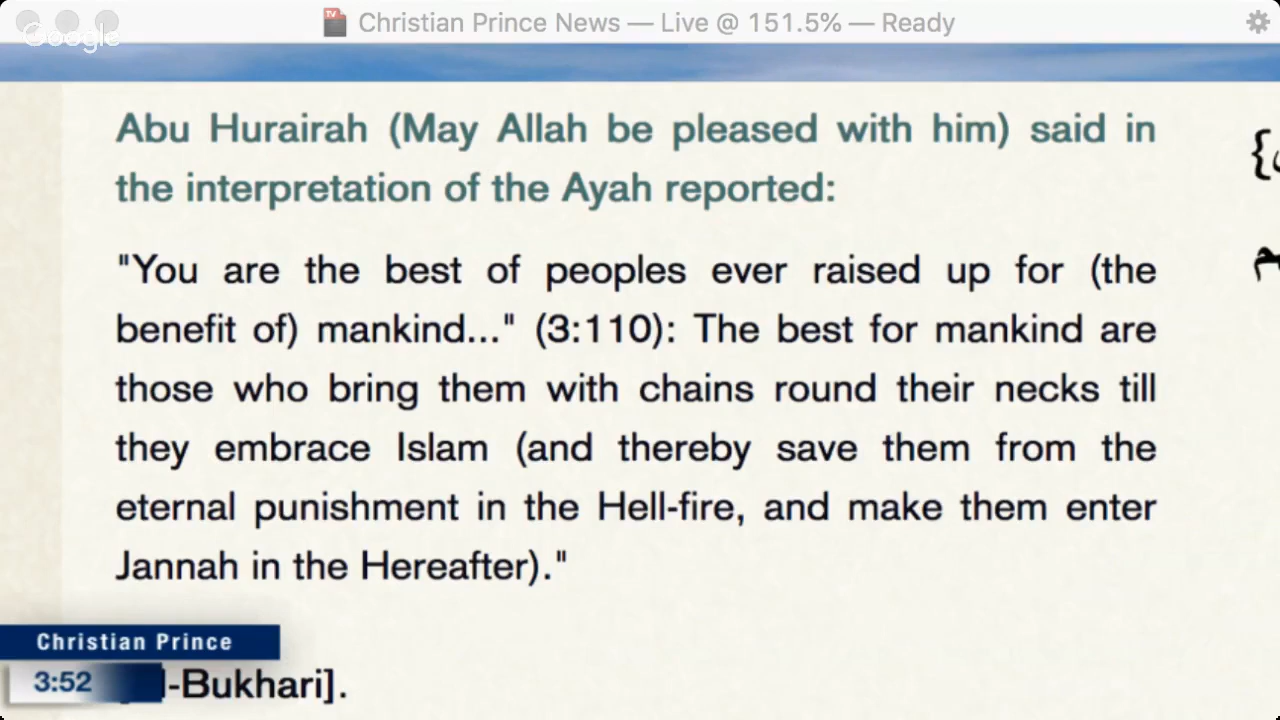 Christian Prince News — Live @ 151.5% — Ready
Google
Abu Hurairah (May Allah be pleased with him) said in
the interpretation of the Ayah reported:
"You are the best of peoples ever raised up for (the
benefit of) mankind..." (3:110): The best for mankind are
those who bring them with chains round their necks till
they embrace Islam (and thereby save them from the
eternal punishment in the Hell-fire, and make them enter
Jannah in the Hereafter)."
Christian Prince
3:52
-Bukhari].